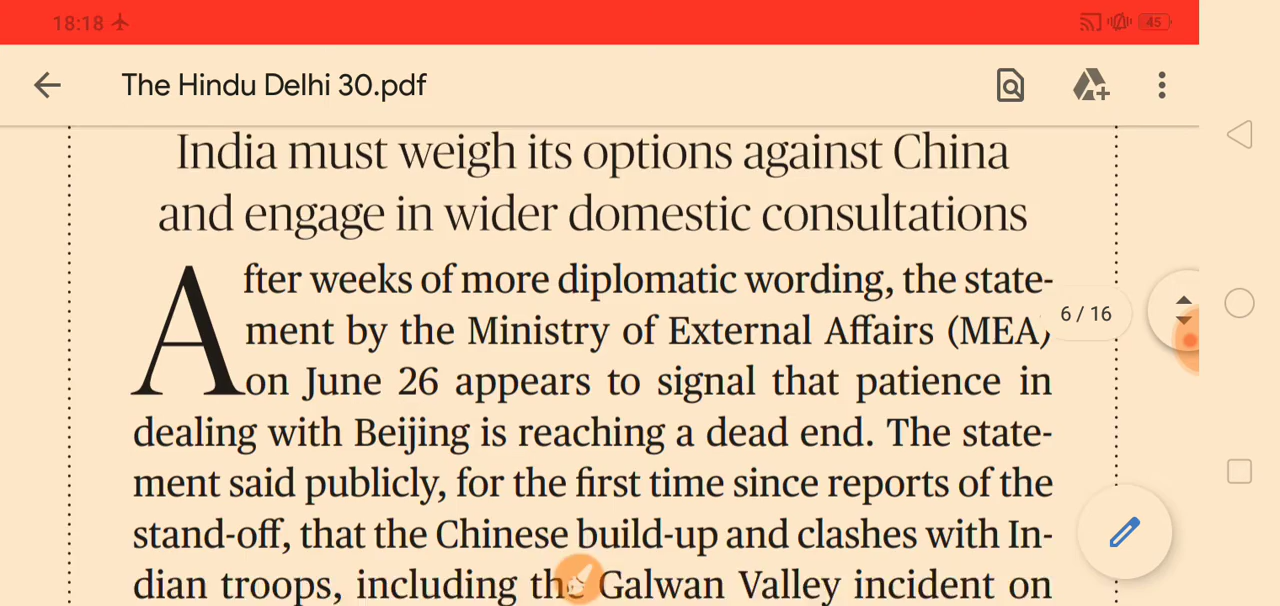 18:18
45
The Hindu Delhi 30.pdf
India must weigh its options against China
and engage in wider domestic consultations
After weeks of more diplomatic wording, the state-
ment by the Ministry of External Affairs (MEA)
on June 26 appears to signal that patience in
dealing with Beijing is reaching a dead end. The state-
ment said publicly, for the first time since reports of the
stand-off, that the Chinese build-up and clashes with In-
dian troops, including the Galwan Valley incident on
6 / 16